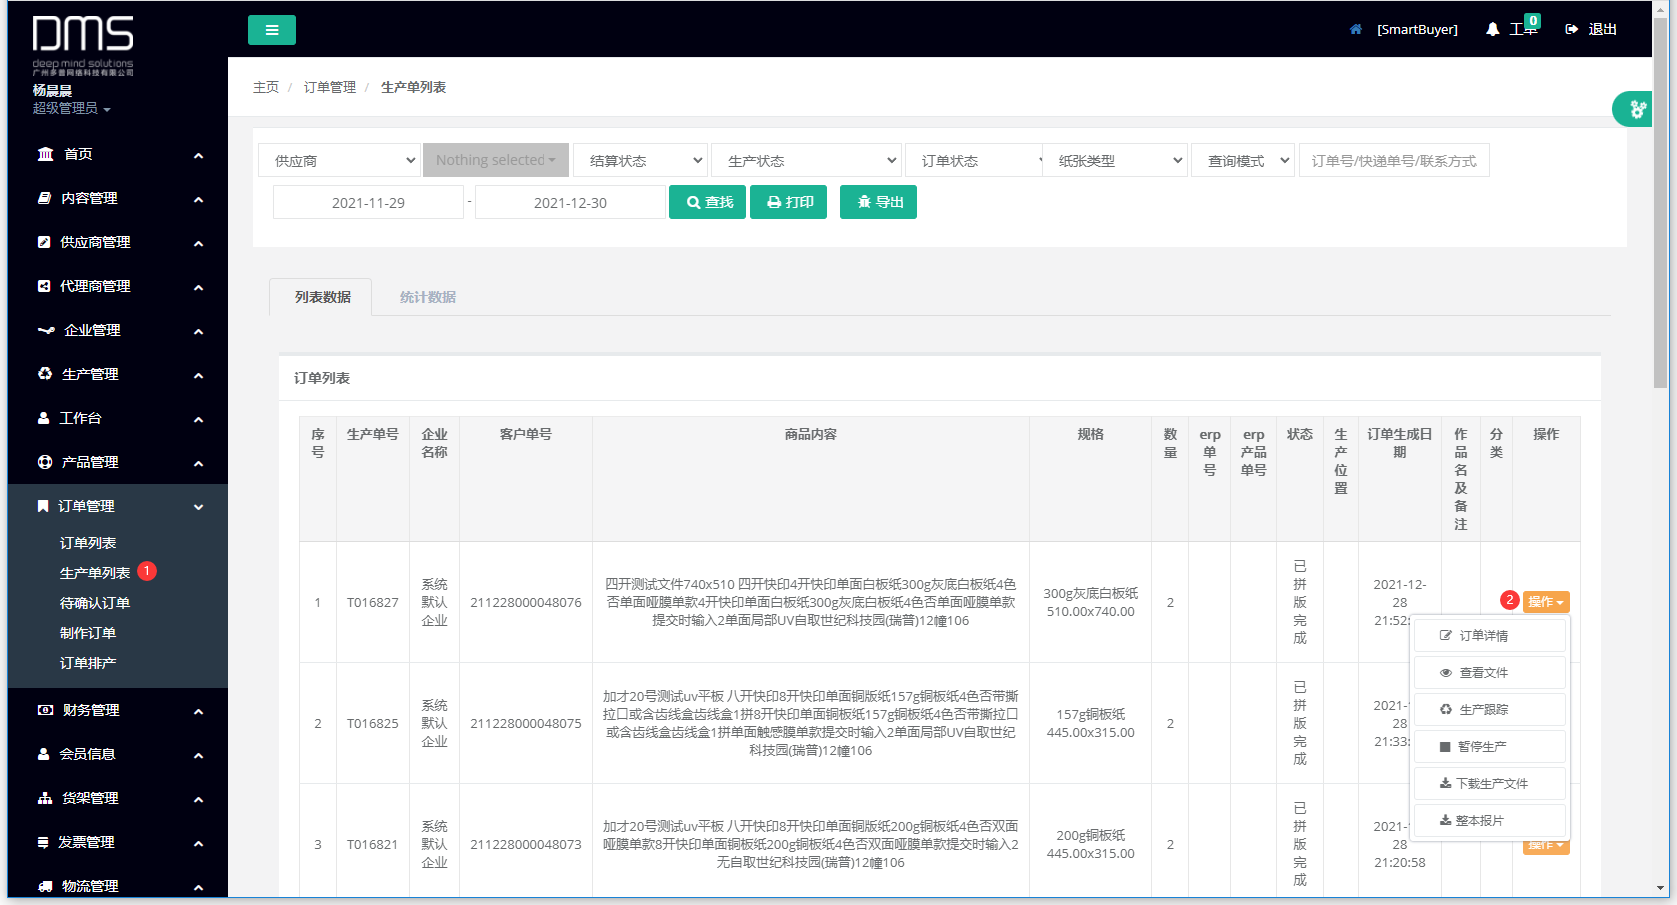 DMS
deep mind solutions
广州多普网络科技有限公司
杨晨晨
超级管理员
首页
内容管理
供应商管理
代理商管理
企业管理
生产管理
工作台
产品管理
订单管理
订单列表
生产单列表 1
待确认订单
制作订单
订单排产
财务管理
会员信息
货架管理
发票管理
物流管理
[SmartBuyer] 工单 0 退出
主页 / 订单管理 / 生产单列表
供应商 Nothing selected 结算状态 生产状态 订单状态 纸张类型 查询模式 订单号/快递单号/联系方式
2021-11-29 - 2021-12-30 查找 打印 导出
列表数据 统计数据
订单列表
序号 生产单号 企业名称 客户单号 商品内容 规格 数量 erp单号 erp产品单号 状态 生产位置 订单生成日期 作品名及备注 分类 操作
1 T016827 系统默认企业 211228000048076
四开测试文件740x510 四开快印4开快印单面白板纸300g灰底白板纸4色
否单面哑膜单款4开快印单面白板纸300g灰底白板纸4色否单面哑膜单款
提交时输入2单面局部UV自取世纪科技园(瑞普)12幢106
300g灰底白板纸
510.00x740.00
2
已拼版完成
2021-12-
28
21:52:
2 操作
订单详情
查看文件
生产跟踪
暂停生产
下载生产文件
整本报片
2 T016825 系统默认企业 211228000048075
加才20号测试uv平板 八开快印8开快印单面铜版纸157g铜板纸4色否带撕
拉口或含齿线盒齿线盒1拼8开快印单面铜板纸157g铜板纸4色否带撕拉口
或含齿线盒齿线盒1拼单面触感膜单款提交时输入2单面局部UV自取世纪
科技园(瑞普)12幢106
157g铜板纸
445.00x315.00
2
已拼版完成
2021-
28
21:33:
3 T016821 系统默认企业 211228000048073
加才20号测试uv平板 八开快印8开快印单面铜版纸200g铜板纸4色否双面
哑膜单款8开快印单面铜板纸200g铜板纸4色否双面哑膜单款提交时输入2
无自取世纪科技园(瑞普)12幢106
200g铜板纸
445.00x315.00
2
已拼版完成
2021-
28
21:20:58
操作